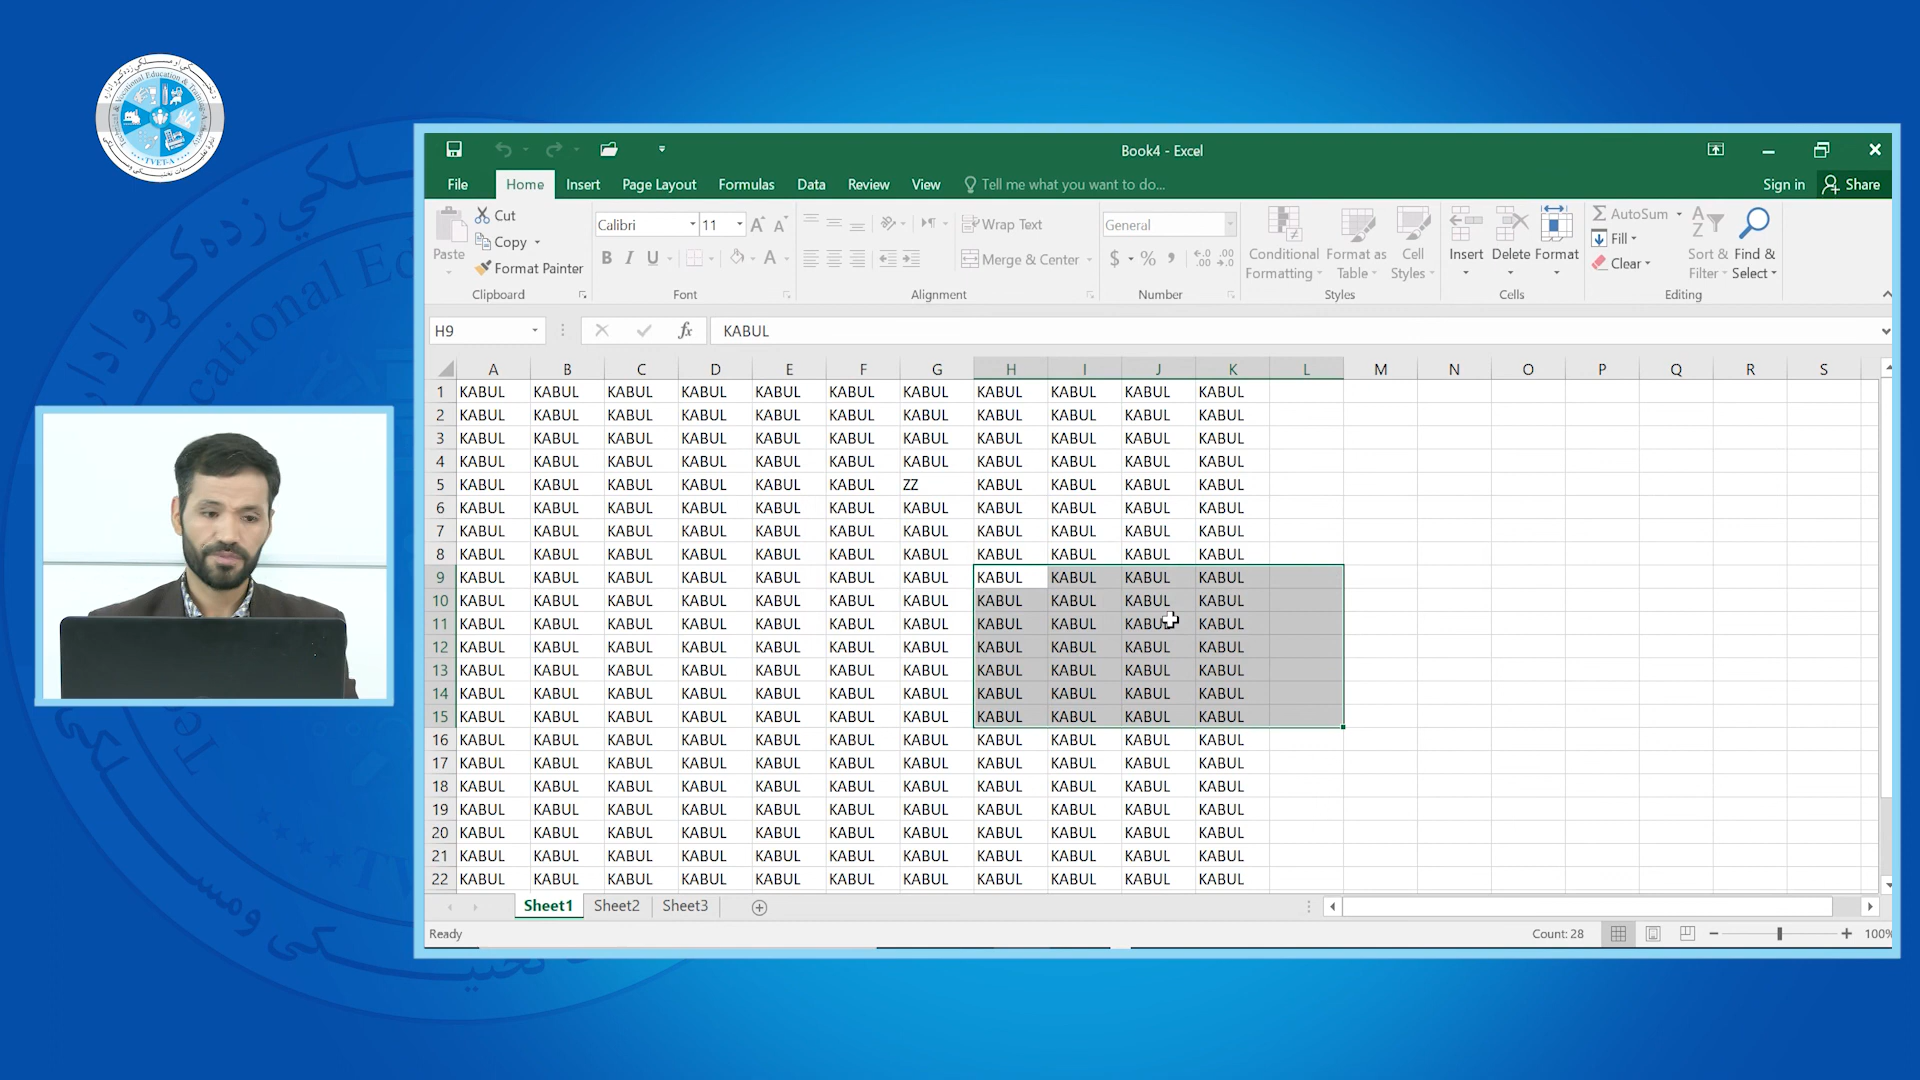 Technical & Vocational Education & Training Authority
TVET-A
Book4 - Excel
File Home Insert Page Layout Formulas Data Review View Tell me what you want to do... Sign in Share
Cut
Copy
Format Painter
Paste
Clipboard
Calibri 11
B I U
Font
Wrap Text
Merge & Center
Alignment
General
$ % ,
Number
Conditional Formatting
Format as Table
Cell Styles
Styles
Insert Delete Format
Cells
AutoSum
Fill
Clear
Sort & Filter
Find & Select
Editing
H9 fx KABUL
A B C D E F G H I J K L M N O P Q R S
1 KABUL KABUL KABUL KABUL KABUL KABUL KABUL KABUL KABUL KABUL KABUL
2 KABUL KABUL KABUL KABUL KABUL KABUL KABUL KABUL KABUL KABUL KABUL
3 KABUL KABUL KABUL KABUL KABUL KABUL KABUL KABUL KABUL KABUL KABUL
4 KABUL KABUL KABUL KABUL KABUL KABUL KABUL KABUL KABUL KABUL KABUL
5 KABUL KABUL KABUL KABUL KABUL KABUL ZZ KABUL KABUL KABUL KABUL
6 KABUL KABUL KABUL KABUL KABUL KABUL KABUL KABUL KABUL KABUL KABUL
7 KABUL KABUL KABUL KABUL KABUL KABUL KABUL KABUL KABUL KABUL KABUL
8 KABUL KABUL KABUL KABUL KABUL KABUL KABUL KABUL KABUL KABUL KABUL
9 KABUL KABUL KABUL KABUL KABUL KABUL KABUL KABUL KABUL KABUL KABUL
10 KABUL KABUL KABUL KABUL KABUL KABUL KABUL KABUL KABUL KABUL KABUL
11 KABUL KABUL KABUL KABUL KABUL KABUL KABUL KABUL KABUL KABUL KABUL
12 KABUL KABUL KABUL KABUL KABUL KABUL KABUL KABUL KABUL KABUL KABUL
13 KABUL KABUL KABUL KABUL KABUL KABUL KABUL KABUL KABUL KABUL KABUL
14 KABUL KABUL KABUL KABUL KABUL KABUL KABUL KABUL KABUL KABUL KABUL
15 KABUL KABUL KABUL KABUL KABUL KABUL KABUL KABUL KABUL KABUL KABUL
16 KABUL KABUL KABUL KABUL KABUL KABUL KABUL KABUL KABUL KABUL KABUL
17 KABUL KABUL KABUL KABUL KABUL KABUL KABUL KABUL KABUL KABUL KABUL
18 KABUL KABUL KABUL KABUL KABUL KABUL KABUL KABUL KABUL KABUL KABUL
19 KABUL KABUL KABUL KABUL KABUL KABUL KABUL KABUL KABUL KABUL KABUL
20 KABUL KABUL KABUL KABUL KABUL KABUL KABUL KABUL KABUL KABUL KABUL
21 KABUL KABUL KABUL KABUL KABUL KABUL KABUL KABUL KABUL KABUL KABUL
22 KABUL KABUL KABUL KABUL KABUL KABUL KABUL KABUL KABUL KABUL KABUL
Sheet1 Sheet2 Sheet3
Ready Count: 28 100%